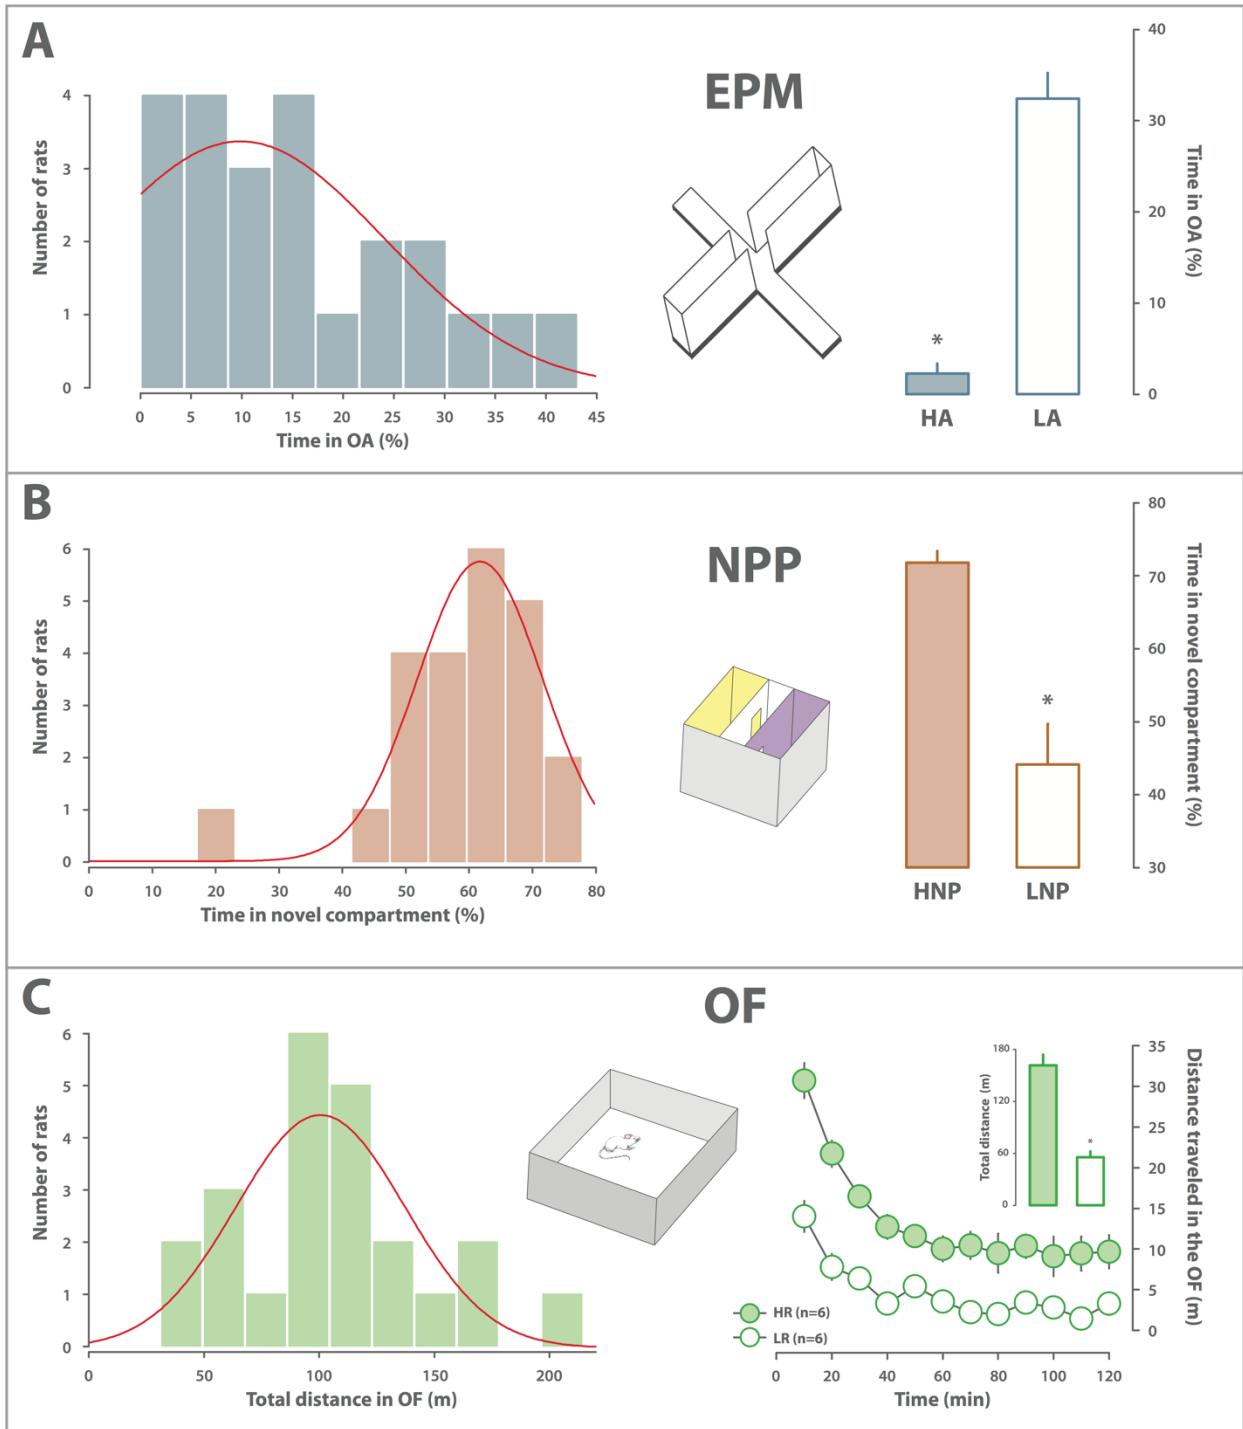 A
EPM
Number of rats
4
3
2
1
0
0 5 10 15 20 25 30 35 40 45
Time in OA (%)
*
HA LA
40
30
20
10
0
Time in OA (%)
B
NPP
Number of rats
6
5
4
3
2
1
0
0 10 20 30 40 50 60 70 80
Time in novel compartment (%)
*
HNP LNP
80
70
60
50
40
30
Time in novel compartment (%)
C
OF
Number of rats
6
5
4
3
2
1
0
0 50 100 150 200
Total distance in OF (m)
HR (n=6)
LR (n=6)
Total distance (m)
180
120
60
0
*
35
30
25
20
15
10
5
0
Distance traveled in the OF (m)
0 20 40 60 80 100 120
Time (min)